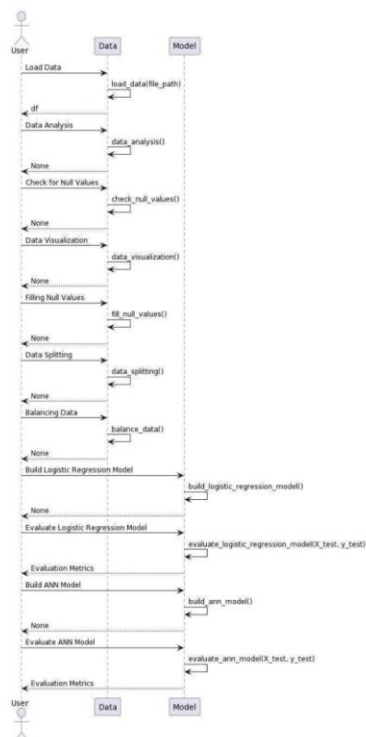 User
Data
Model
Load Data
load_data(file_path)
df
Data Analysis
data_analysis()
None
Check for Null Values
check_null_values()
None
Data Visualization
data_visualization()
None
Filling Null Values
fill_null_values()
None
Data Splitting
data_splitting()
None
Balancing Data
balance_data()
None
Build Logistic Regression Model
build_logistic_regression_model()
None
Evaluate Logistic Regression Model
evaluate_logistic_regression_model(X_test, y_test)
Evaluation Metrics
Build ANN Model
build_ann_model()
None
Evaluate ANN Model
evaluate_ann_model(X_test, y_test)
Evaluation Metrics
User
Data
Model